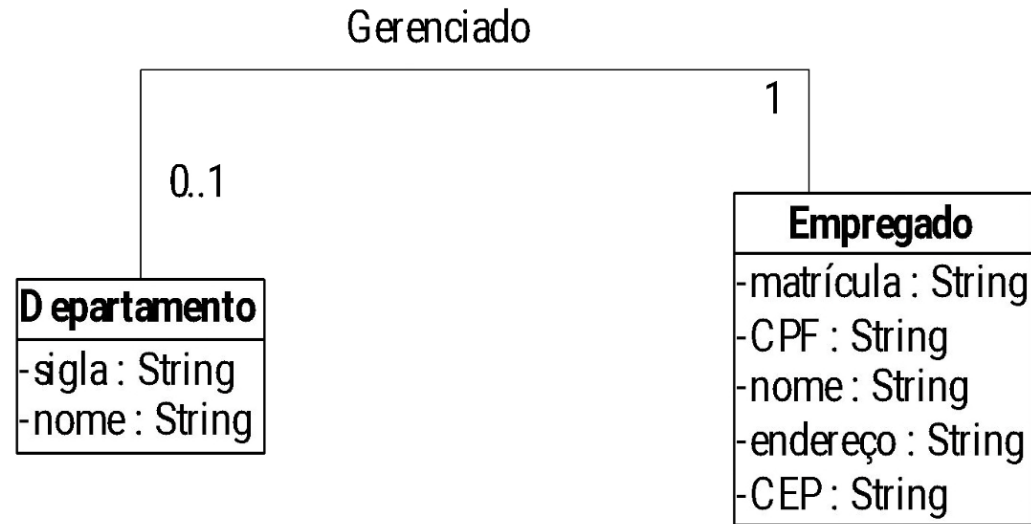 Gerenciado
1
0..1
Departamento
-sigla : String
-nome : String
Empregado
-matrícula : String
-CPF : String
-nome : String
-endereço : String
-CEP : String